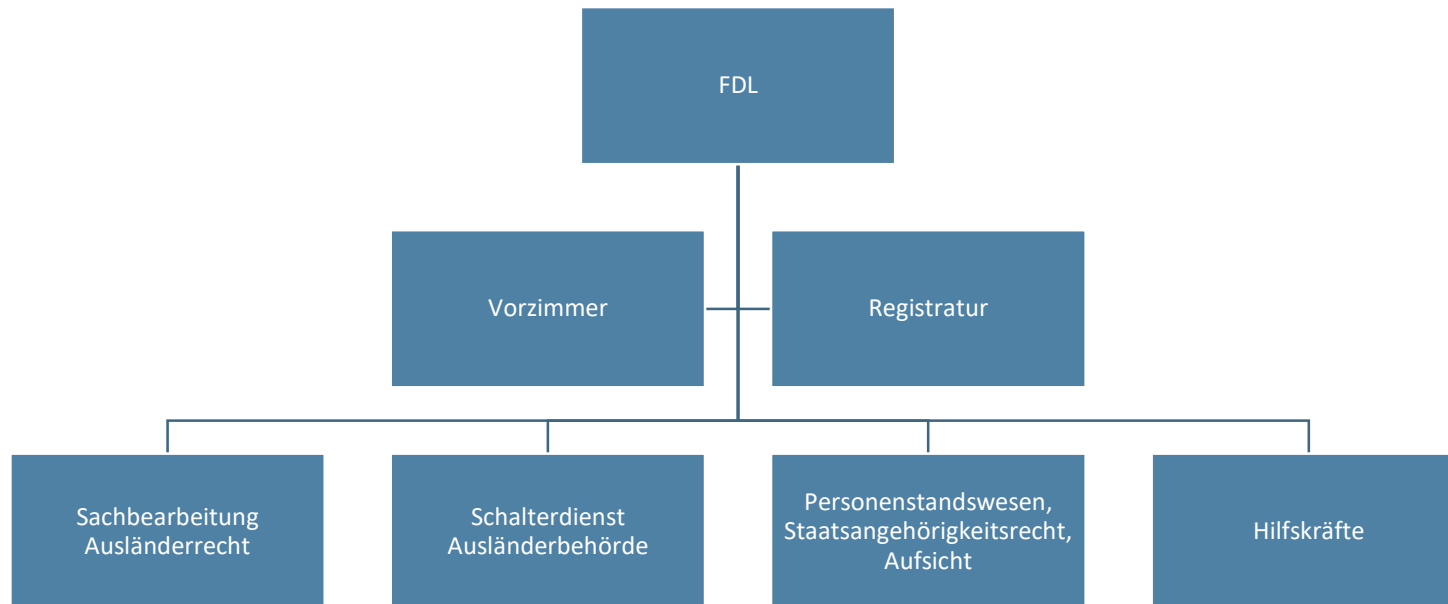 FDL
Vorzimmer
Registratur
Sachbearbeitung
Ausländerrecht
Schalterdienst
Ausländerbehörde
Personenstandswesen,
Staatsangehörigkeitsrecht,
Aufsicht
Hilfskräfte